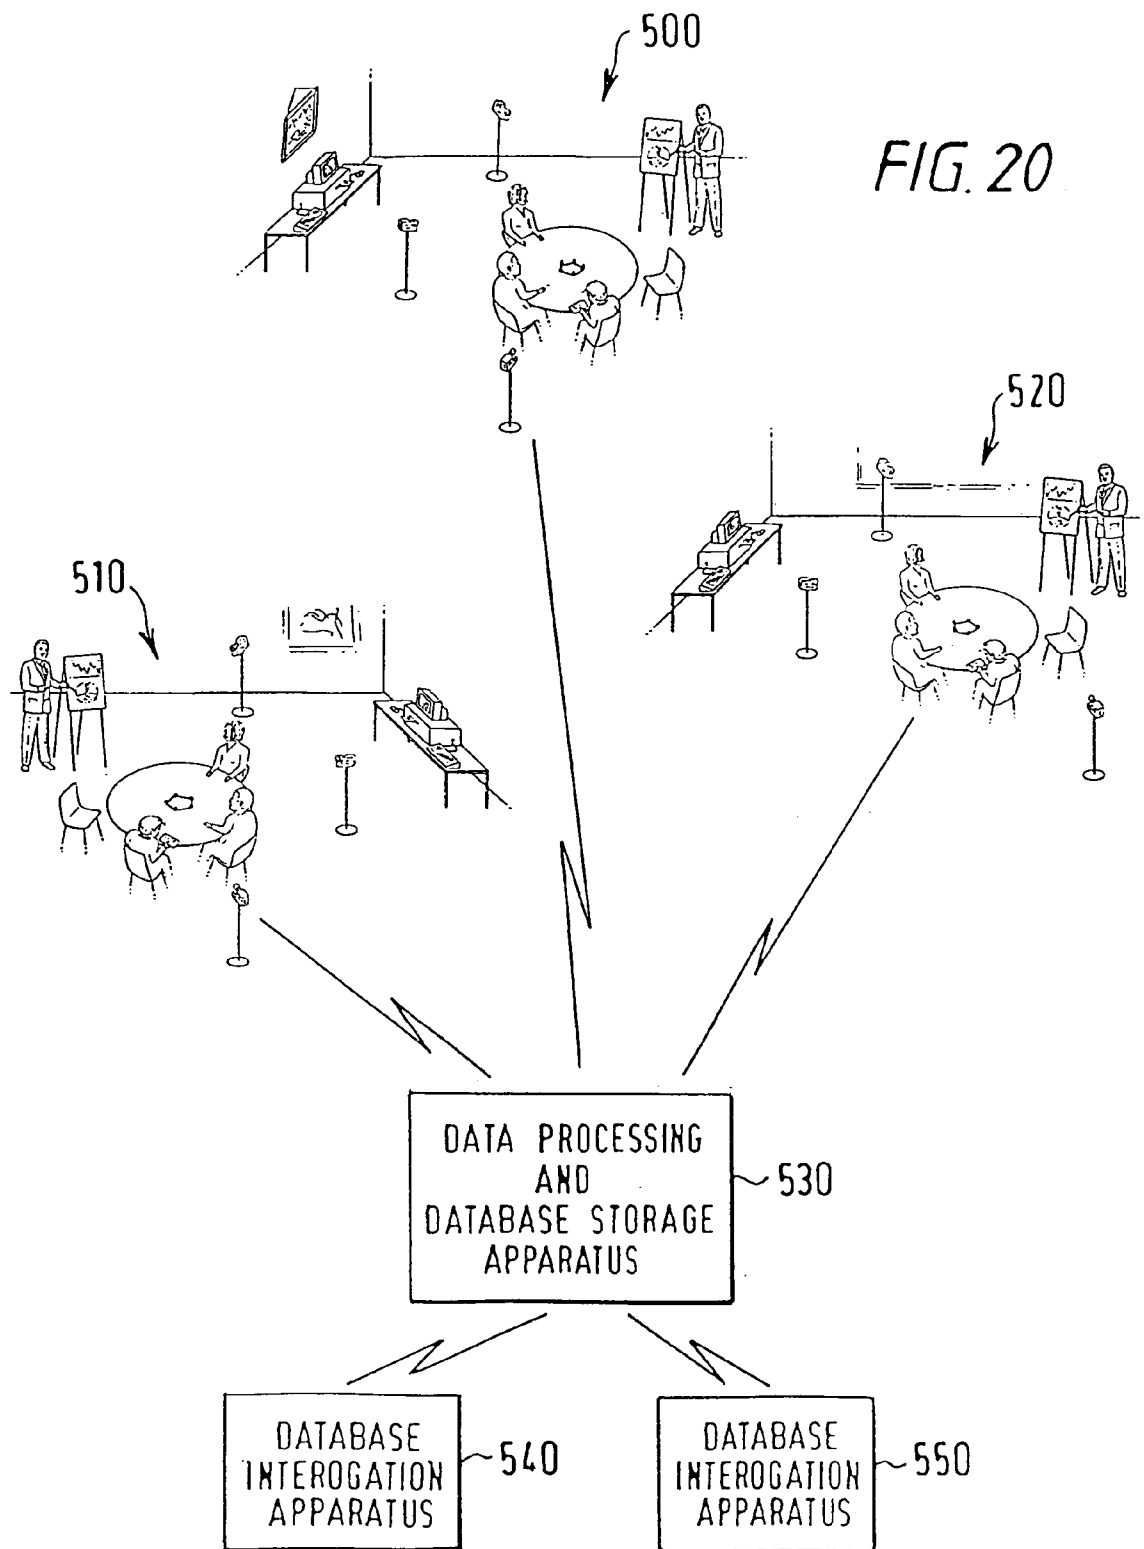 500
FIG. 20
520
510
DATA PROCESSING
AND
DATABASE STORAGE
APPARATUS
530
DATABASE
INTEROGATION
APPARATUS
540
DATABASE
INTEROGATION
APPARATUS
550